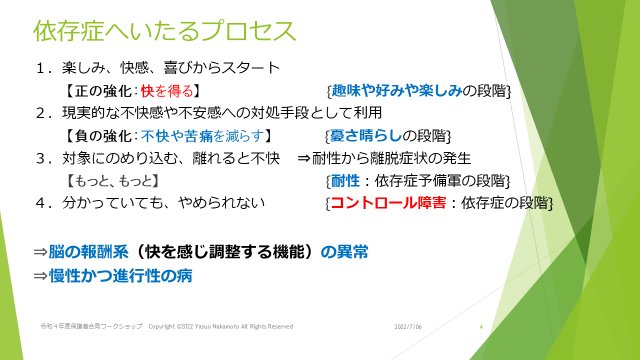 依存症へいたるプロセス
１．楽しみ、快感、喜びからスタート
【正の強化：快を得る】 {趣味や好みや楽しみの段階}
２．現実的な不快感や不安感への対処手段として利用
【負の強化：不快や苦痛を減らす】 {憂さ晴らしの段階}
３．対象にのめり込む、離れると不快　⇒耐性から離脱症状の発生
【もっと、もっと】 {耐性：依存症予備軍の段階}
４．分かっていても、やめられない {コントロール障害：依存症の段階}
⇒脳の報酬系（快を感じ調整する機能）の異常
⇒慢性かつ進行性の病
令和４年度保護者合同ワークショップ　Copyright ©2022 Yasuo Nakamoto All Rights Reserved 2022/7/06 4